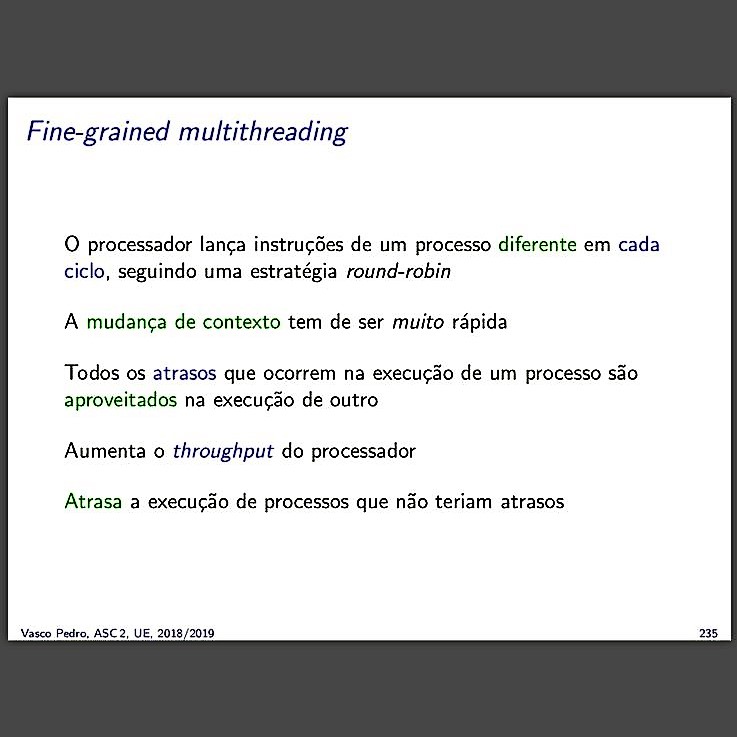 Fine-grained multithreading
O processador lança instruções de um processo diferente em cada
ciclo, seguindo uma estratégia round-robin
A mudança de contexto tem de ser muito rápida
Todos os atrasos que ocorrem na execução de um processo são
aproveitados na execução de outro
Aumenta o throughput do processador
Atrasa a execução de processos que não teriam atrasos
Vasco Pedro, ASC2, UE, 2018/2019
235